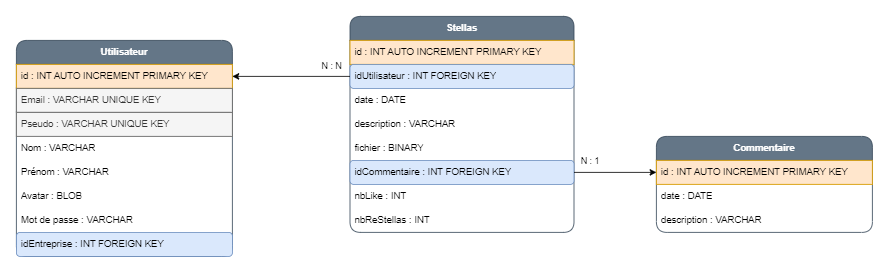 Utilisateur
id : INT AUTO INCREMENT PRIMARY KEY
Email : VARCHAR UNIQUE KEY
Pseudo : VARCHAR UNIQUE KEY
Nom : VARCHAR
Prénom : VARCHAR
Avatar : BLOB
Mot de passe : VARCHAR
idEntreprise : INT FOREIGN KEY
N : N
Stellas
id : INT AUTO INCREMENT PRIMARY KEY
idUtilisateur : INT FOREIGN KEY
date : DATE
description : VARCHAR
fichier : BINARY
idCommentaire : INT FOREIGN KEY
nbLike : INT
nbReStellas : INT
N : 1
Commentaire
id : INT AUTO INCREMENT PRIMARY KEY
date : DATE
description : VARCHAR